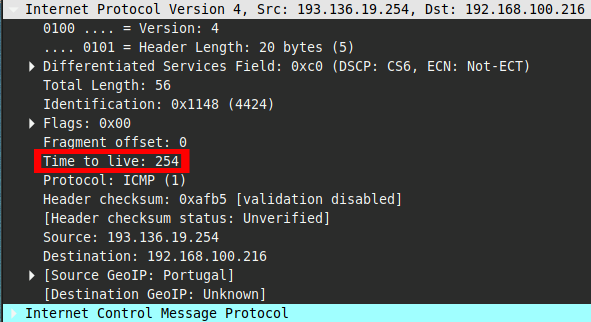 Internet Protocol Version 4, Src: 193.136.19.254, Dst: 192.168.100.216
0100 .... = Version: 4
.... 0101 = Header Length: 20 bytes (5)
Differentiated Services Field: 0xc0 (DSCP: CS6, ECN: Not-ECT)
Total Length: 56
Identification: 0x1148 (4424)
Flags: 0x00
Fragment offset: 0
Time to live: 254
Protocol: ICMP (1)
Header checksum: 0xafb5 [validation disabled]
[Header checksum status: Unverified]
Source: 193.136.19.254
Destination: 192.168.100.216
[Source GeoIP: Portugal]
[Destination GeoIP: Unknown]
Internet Control Message Protocol